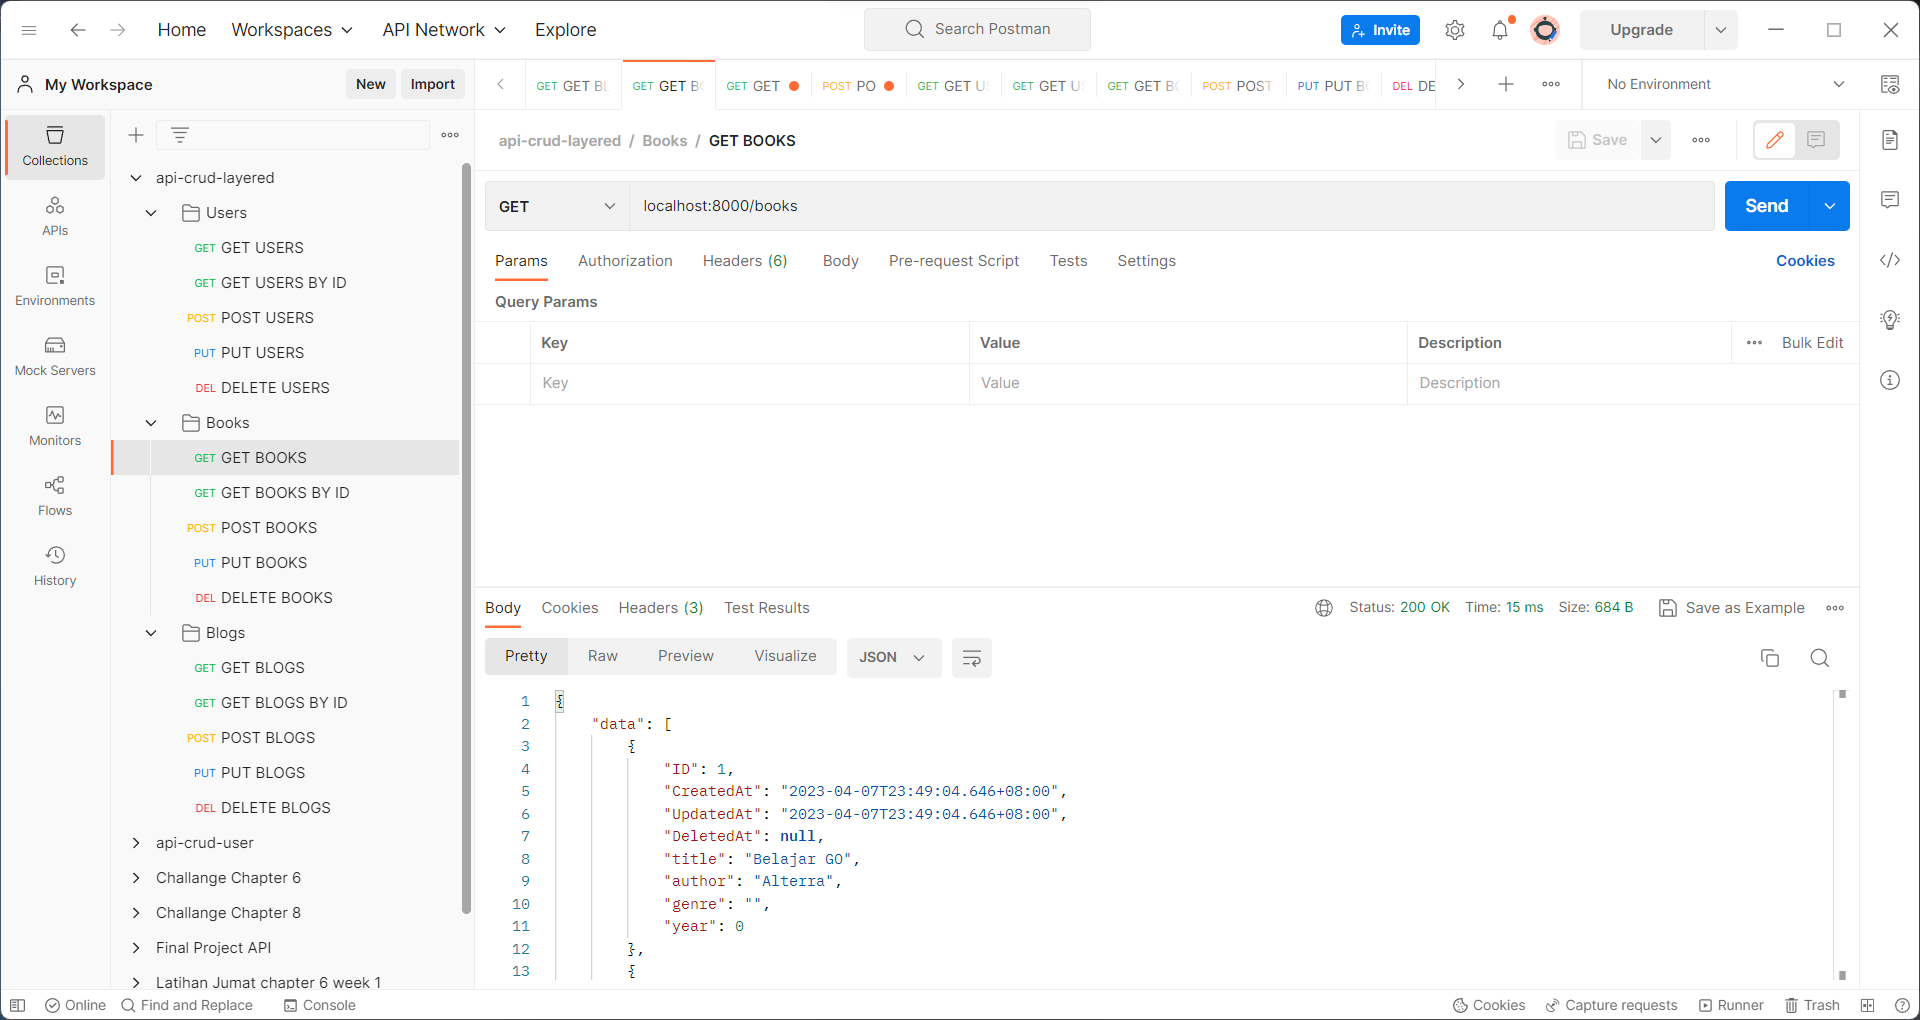 Home Workspaces API Network Explore Search Postman Invite Upgrade
My Workspace New Import GET GET BL GET GET BO GET GET POST PO GET GET US GET GET US GET GET BO POST POST PUT PUT BO DEL DE No Environment
Collections
APIs
Environments
Mock Servers
Monitors
Flows
History
api-crud-layered
Users
GET GET USERS
GET GET USERS BY ID
POST POST USERS
PUT PUT USERS
DEL DELETE USERS
Books
GET GET BOOKS
GET GET BOOKS BY ID
POST POST BOOKS
PUT PUT BOOKS
DEL DELETE BOOKS
Blogs
GET GET BLOGS
GET GET BLOGS BY ID
POST POST BLOGS
PUT PUT BLOGS
DEL DELETE BLOGS
api-crud-user
Challange Chapter 6
Challange Chapter 8
Final Project API
Latihan Jumat chapter 6 week 1
api-crud-layered / Books / GET BOOKS Save
GET localhost:8000/books Send
Params Authorization Headers (6) Body Pre-request Script Tests Settings Cookies
Query Params
Key Value Description Bulk Edit
Key Value Description
Body Cookies Headers (3) Test Results Status: 200 OK Time: 15 ms Size: 684 B Save as Example
Pretty Raw Preview Visualize JSON
1 {
2 "data": [
3 {
4 "ID": 1,
5 "CreatedAt": "2023-04-07T23:49:04.646+08:00",
6 "UpdatedAt": "2023-04-07T23:49:04.646+08:00",
7 "DeletedAt": null,
8 "title": "Belajar GO",
9 "author": "Alterra",
10 "genre": "",
11 "year": 0
12 },
13 {
Online Find and Replace Console Cookies Capture requests Runner Trash